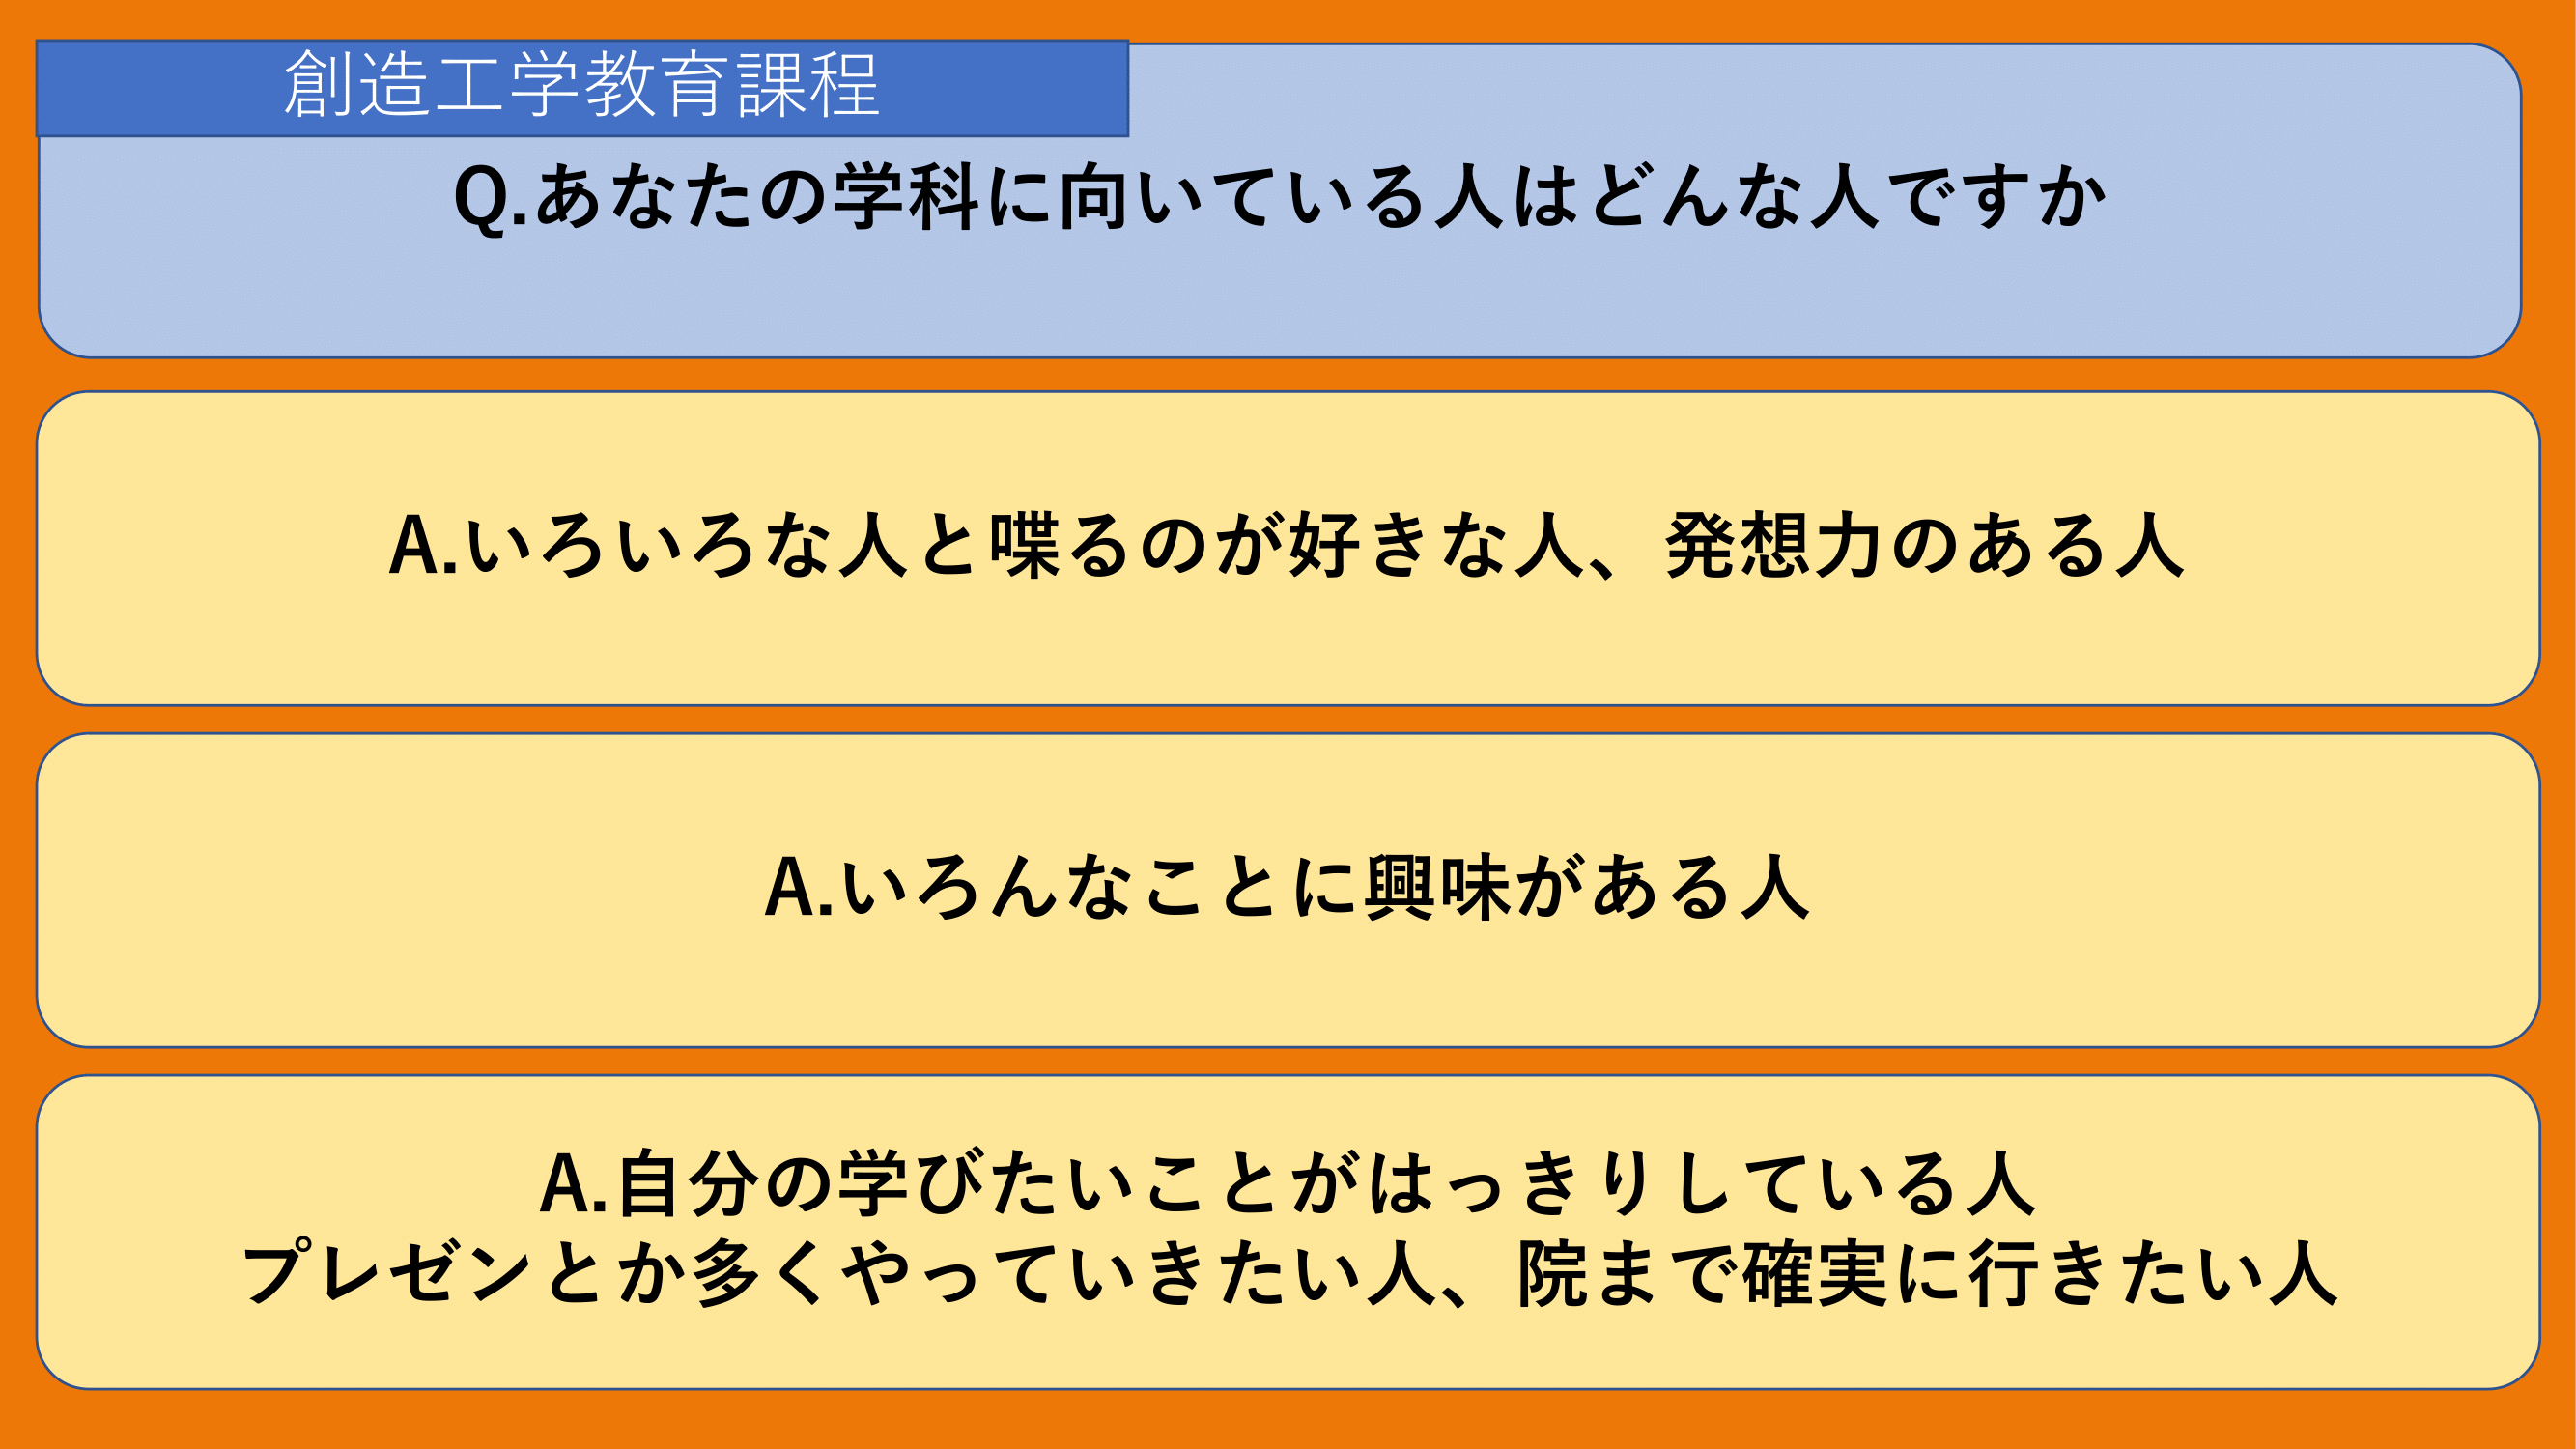 創造工学教育課程
Q.あなたの学科に向いている人はどんな人ですか
A.いろいろな人と喋るのが好きな人、発想力のある人
A.いろんなことに興味がある人
A.自分の学びたいことがはっきりしている人
プレゼンとか多くやっていきたい人、院まで確実に行きたい人